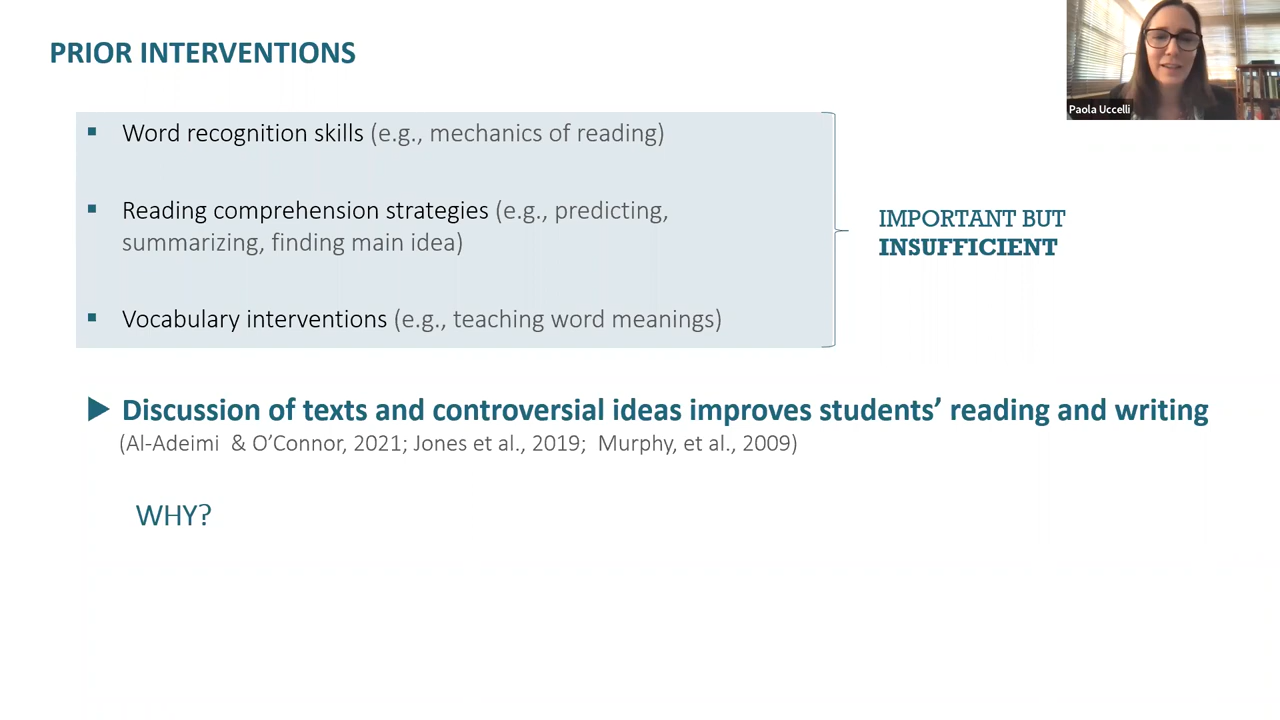 PRIOR INTERVENTIONS
Paola Uccelli
▪ Word recognition skills (e.g., mechanics of reading)
▪ Reading comprehension strategies (e.g., predicting,
summarizing, finding main idea)
▪ Vocabulary interventions (e.g., teaching word meanings)
IMPORTANT BUT
INSUFFICIENT
▶ Discussion of texts and controversial ideas improves students’ reading and writing
(Al-Adeimi & O’Connor, 2021; Jones et al., 2019; Murphy, et al., 2009)
WHY?